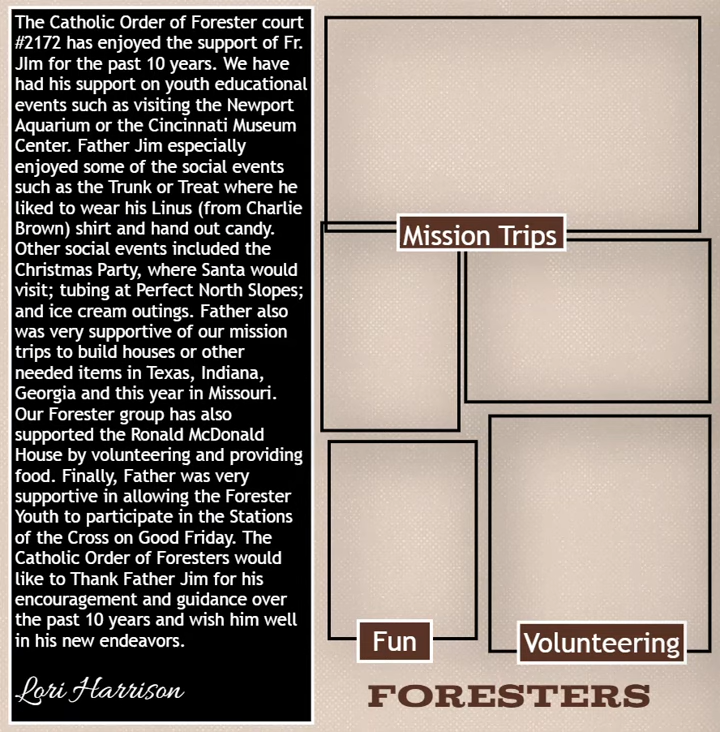 The Catholic Order of Forester court
#2172 has enjoyed the support of Fr.
JIm for the past 10 years. We have
had his support on youth educational
events such as visiting the Newport
Aquarium or the Cincinnati Museum
Center. Father Jim especially
enjoyed some of the social events
such as the Trunk or Treat where he
liked to wear his Linus (from Charlie
Brown) shirt and hand out candy.
Other social events included the
Christmas Party, where Santa would
visit; tubing at Perfect North Slopes;
and ice cream outings. Father also
was very supportive of our mission
trips to build houses or other
needed items in Texas, Indiana,
Georgia and this year in Missouri.
Our Forester group has also
supported the Ronald McDonald
House by volunteering and providing
food. Finally, Father was very
supportive in allowing the Forester
Youth to participate in the Stations
of the Cross on Good Friday. The
Catholic Order of Foresters would
like to Thank Father Jim for his
encouragement and guidance over
the past 10 years and wish him well
in his new endeavors.
Lori Harrison
Mission Trips
Fun
Volunteering
FORESTERS